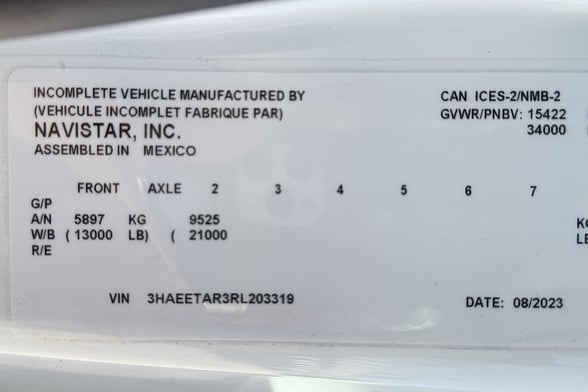 INCOMPLETE VEHICLE MANUFACTURED BY
(VEHICULE INCOMPLET FABRIQUE PAR)
NAVISTAR, INC.
ASSEMBLED IN MEXICO
CAN ICES-2/NMB-2
GVWR/PNBV: 15422
34000
FRONT AXLE 2 3 4 5 6 7
G/P
A/N 5897 KG 9525
W/B ( 13000 LB) ( 21000
R/E
VIN 3HAEETAR3RL203319
DATE: 08/2023